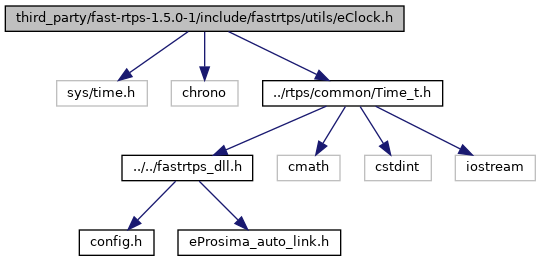 third_party/fast-rtps-1.5.0-1/include/fastrtps/utils/eClock.h
sys/time.h
chrono
../rtps/common/Time_t.h
../../fastrtps_dll.h
cmath
cstdint
iostream
config.h
eProsima_auto_link.h